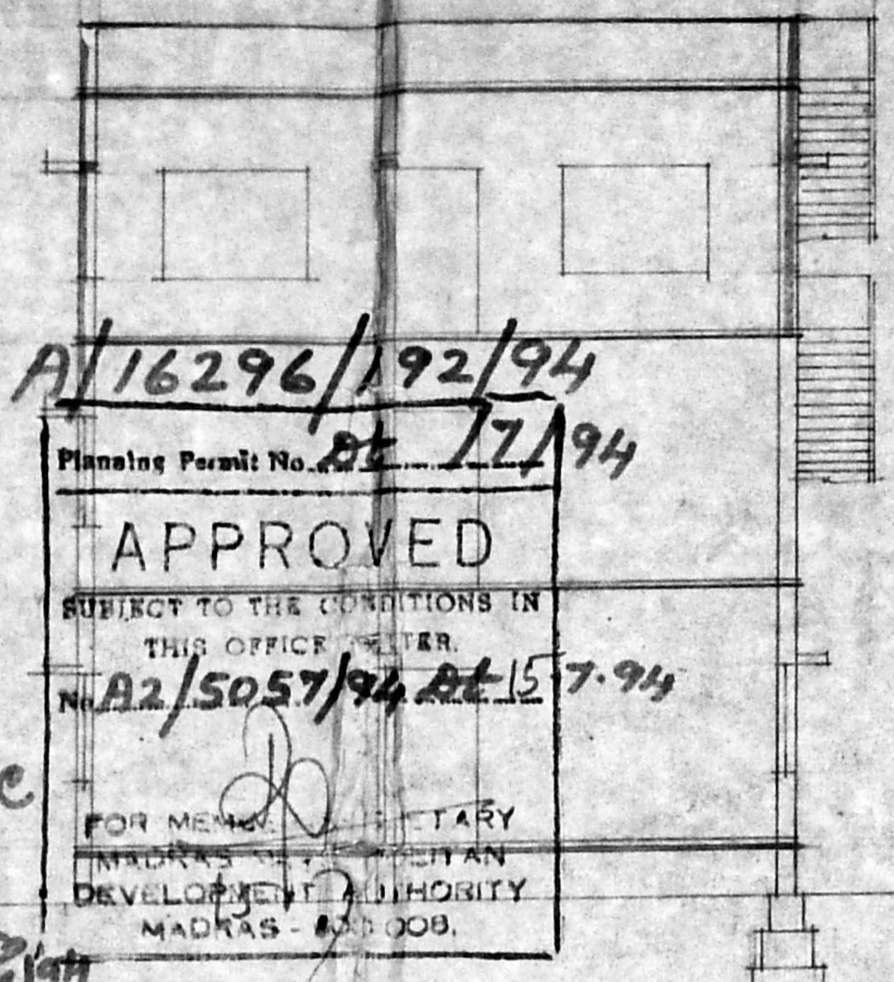 A/16296/192/94
Planning Permit No. Dt /7/94
APPROVED
SUBJECT TO THE CONDITIONS IN
THIS OFFICE LETTER.
No A2/5057/94 Dt 15.7.94
FOR MEMBER SECRETARY
MADRAS METROPOLITAN
DEVELOPMENT AUTHORITY
MADRAS - 600 008.